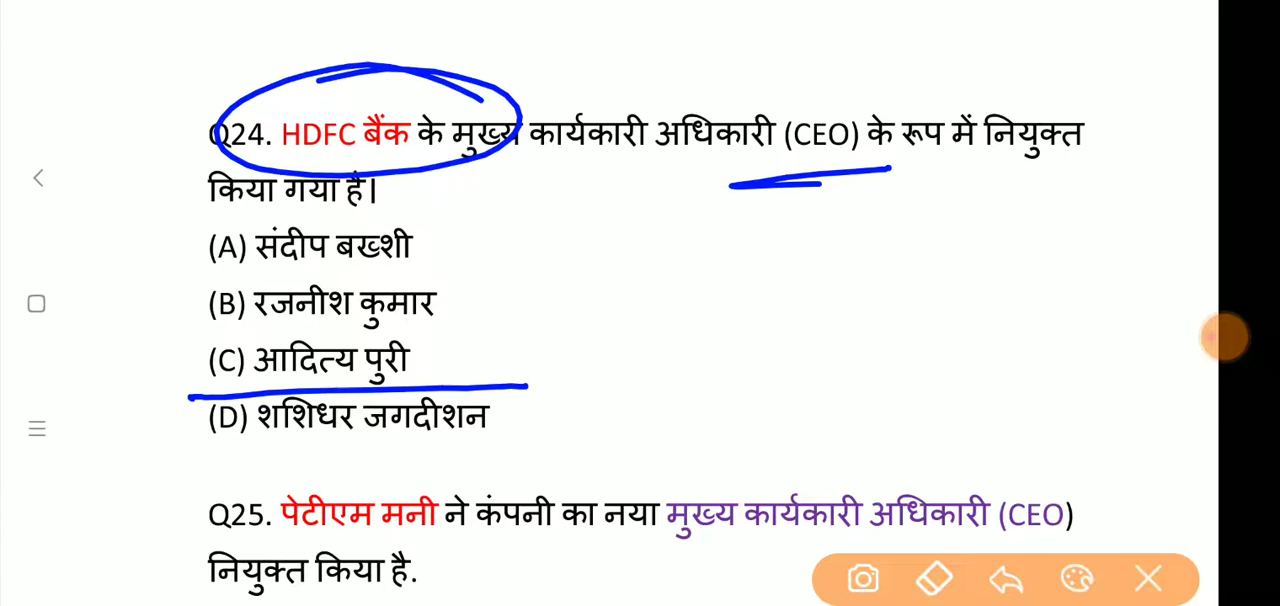 Q24. HDFC बैंक के मुख्य कार्यकारी अधिकारी (CEO) के रूप में नियुक्त
किया गया है|
(A) संदीप बख्शी
(B) रजनीश कुमार
(C) आदित्य पुरी
(D) शशिधर जगदीशन
Q25. पेटीएम मनी ने कंपनी का नया मुख्य कार्यकारी अधिकारी (CEO)
नियुक्त किया है.